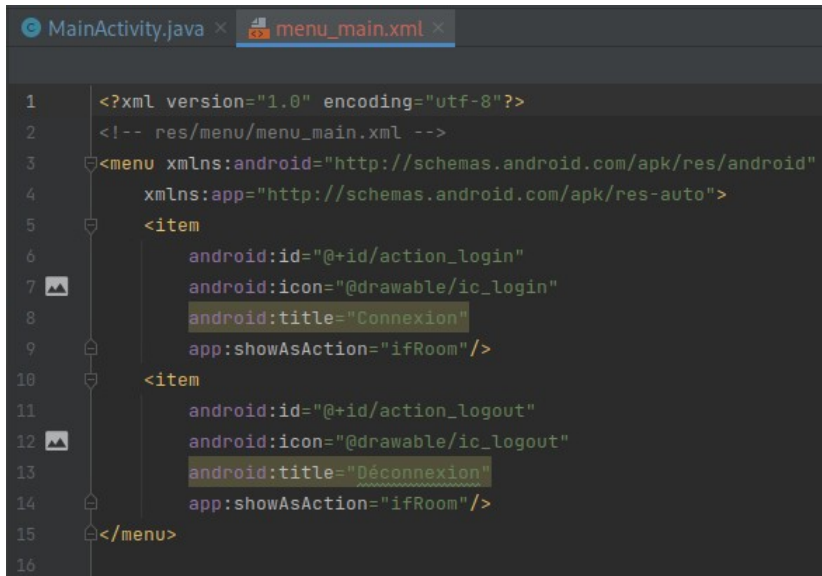 MainActivity.java × menu_main.xml ×
1 <?xml version="1.0" encoding="utf-8"?>
2 <!-- res/menu/menu_main.xml -->
3 <menu xmlns:android="http://schemas.android.com/apk/res/android"
4 xmlns:app="http://schemas.android.com/apk/res-auto">
5 <item
6 android:id="@+id/action_login"
7 android:icon="@drawable/ic_login"
8 android:title="Connexion"
9 app:showAsAction="ifRoom"/>
10 <item
11 android:id="@+id/action_logout"
12 android:icon="@drawable/ic_logout"
13 android:title="Déconnexion"
14 app:showAsAction="ifRoom"/>
15 </menu>
16